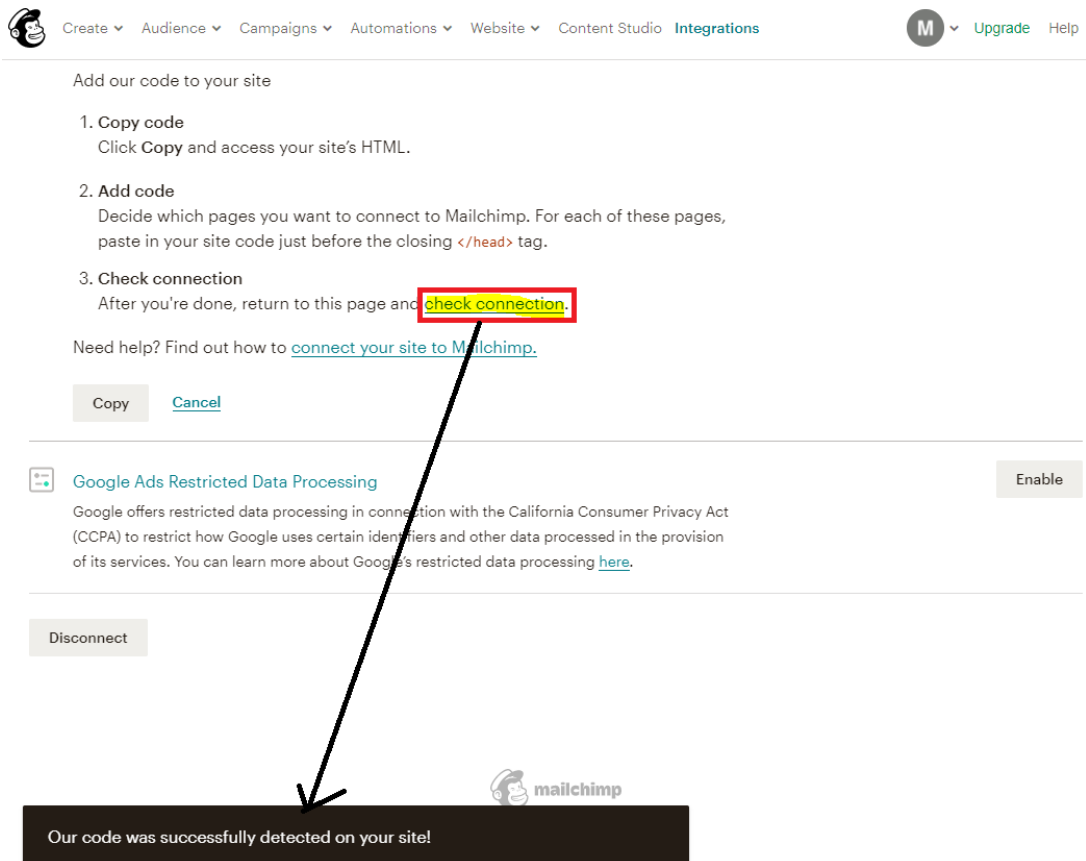 Create Audience Campaigns Automations Website Content Studio Integrations M Upgrade Help
Add our code to your site
1. Copy code
Click Copy and access your site's HTML.
2. Add code
Decide which pages you want to connect to Mailchimp. For each of these pages,
paste in your site code just before the closing </head> tag.
3. Check connection
After you're done, return to this page and check connection.
Need help? Find out how to connect your site to Mailchimp.
Copy Cancel
Google Ads Restricted Data Processing Enable
Google offers restricted data processing in connection with the California Consumer Privacy Act
(CCPA) to restrict how Google uses certain identifiers and other data processed in the provision
of its services. You can learn more about Google's restricted data processing here.
Disconnect
mailchimp
Our code was successfully detected on your site!